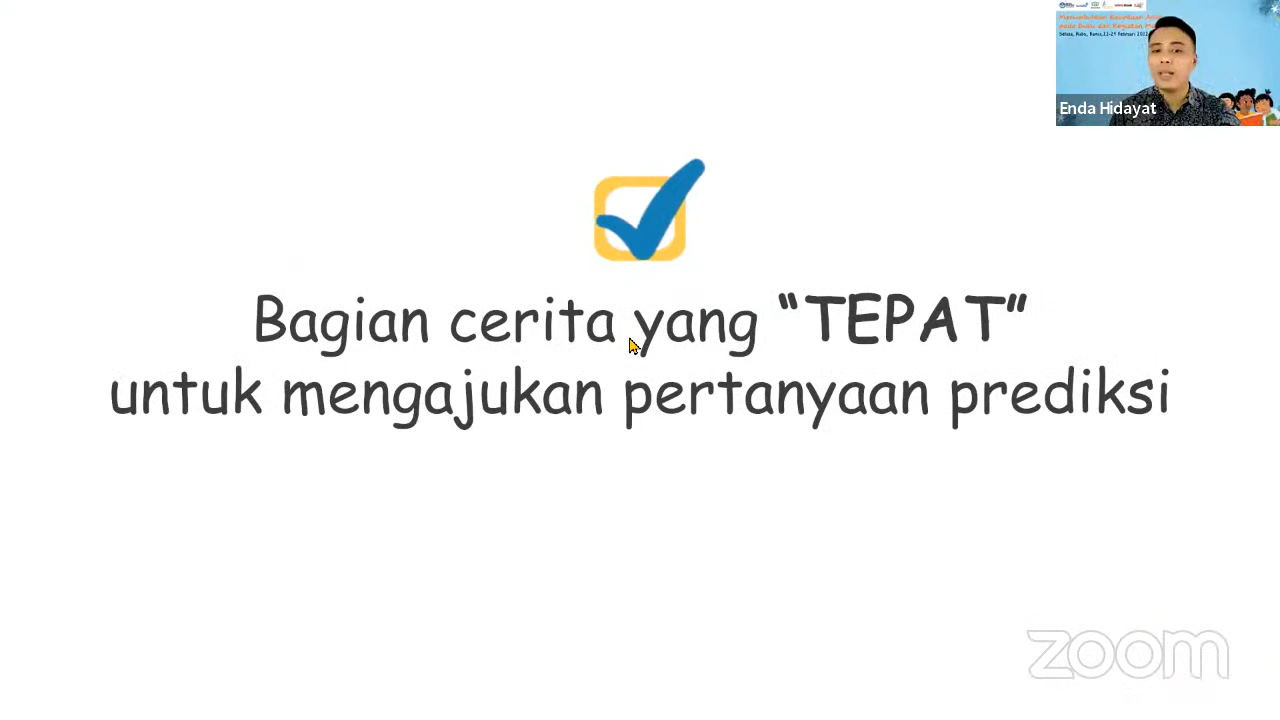 Enda Hidayat
Bagian cerita yang “TEPAT”
untuk mengajukan pertanyaan prediksi
zoom